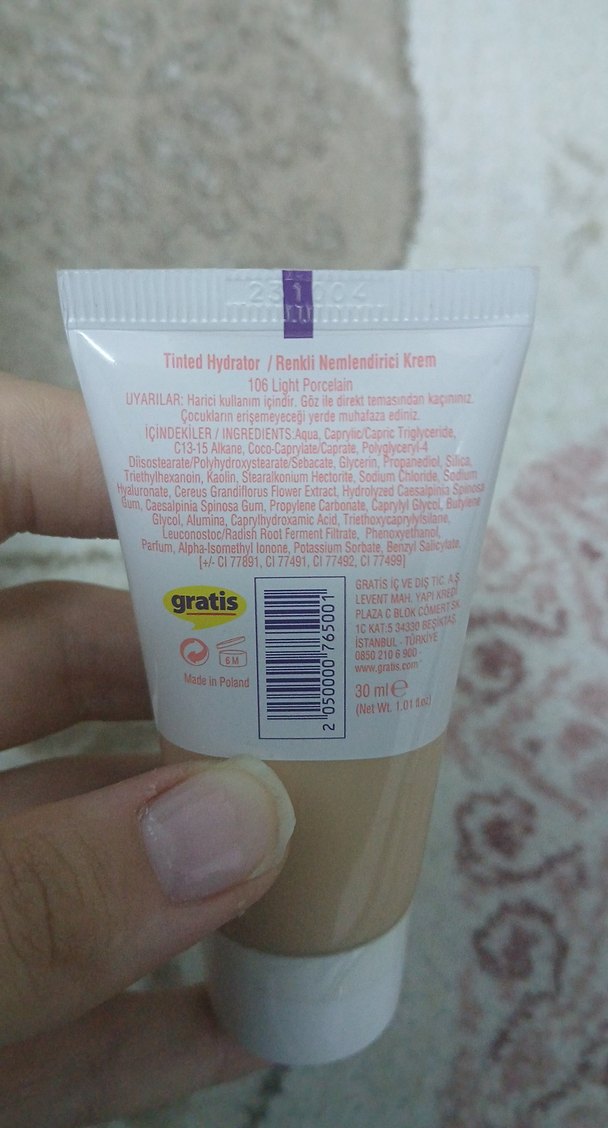 Tinted Hydrator / Renkli Nemlendirici Krem
106 Light Porcelain
UYARILAR: Harici kullanım içindir. Göz ile direkt temasından kaçınınız.
Çocukların erişemeyeceği yerde muhafaza ediniz.
İÇİNDEKİLER / INGREDIENTS:Aqua, Caprylic/Capric Triglyceride,
C13-15 Alkane, Coco-Caprylate/Caprate, Polyglyceryl-4
Diisostearate/Polyhydroxystearate/Sebacate, Glycerin, Propanediol, Silica,
Triethylhexanoin, Kaolin, Stearalkonium Hectorite, Sodium Chloride, Sodium
Hyaluronate, Cereus Grandiflorus Flower Extract, Hydrolyzed Caesalpinia Spinosa
Gum, Caesalpinia Spinosa Gum, Propylene Carbonate, Caprylyl Glycol, Butylene
Glycol, Alumina, Caprylhydroxamic Acid, Triethoxycaprylylsilane,
Leuconostoc/Radish Root Ferment Filtrate, Phenoxyethanol,
Parfum, Alpha-Isomethyl Ionone, Potassium Sorbate, Benzyl Salicylate.
[+/- CI 77891, CI 77491, CI 77492, CI 77499]
gratis
6 M
Made in Poland
2 050000 765001
GRATİS İÇ VE DIŞ TİC. A.Ş
LEVENT MAH. YAPI KREDİ
PLAZA C BLOK CÖMERT SK.
1C KAT:5 34330 BEŞİKTAŞ
İSTANBUL - TÜRKİYE
0850 210 6 900
www.gratis.com
30 ml e
(Net Wt. 1.01 fl.oz)